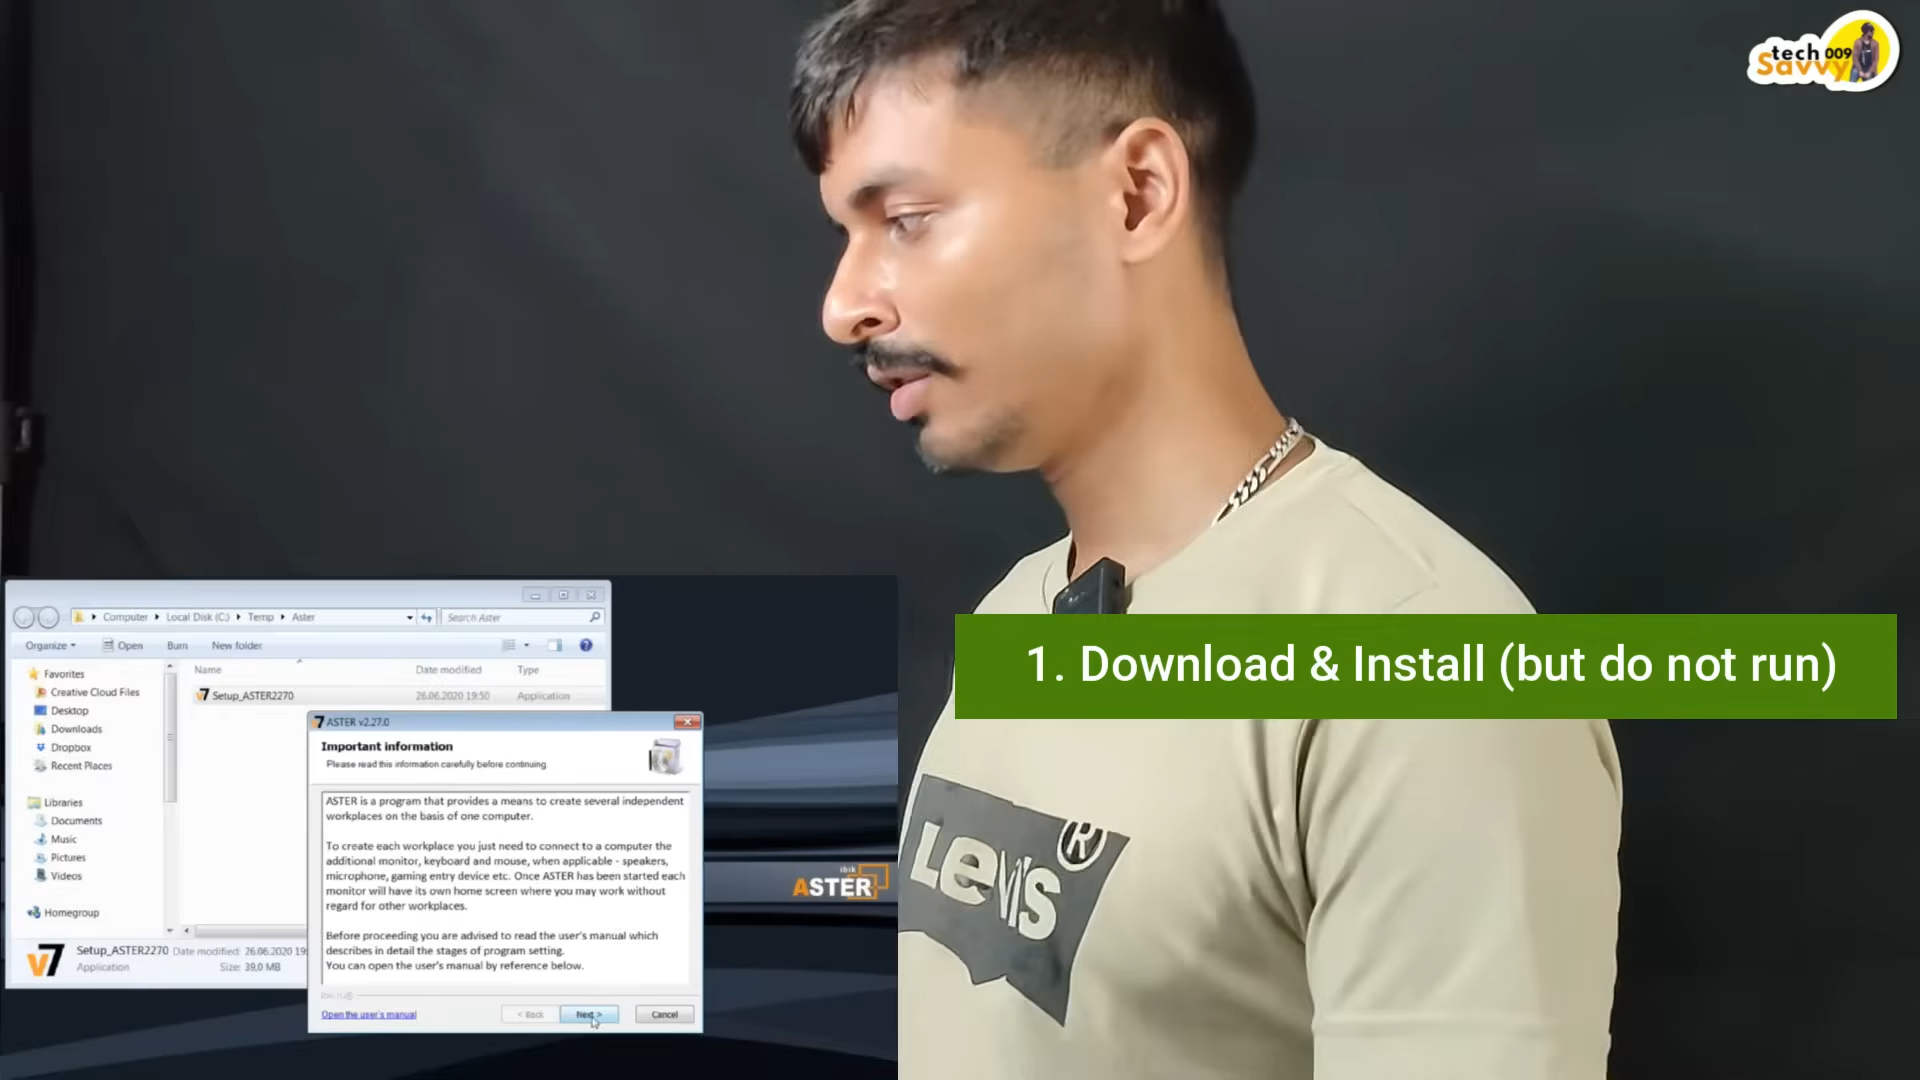 tech 009
Savvy
1. Download & Install (but do not run)
Computer
Local Disk (C:)
Temp
Aster
Search Aster
Organize
Open
Burn
New folder
Name
Date modified
Type
Favorites
Creative Cloud Files
Desktop
Downloads
Dropbox
Recent Places
Libraries
Documents
Music
Pictures
Videos
Homegroup
Setup_ASTER2270
26.06.2020 19:50
Application
Setup_ASTER2270 Date modified: 26.06.2020 19:
Application
Size: 39,0 MB
ASTER v2.27.0
Important information
Please read this information carefully before continuing.
ASTER is a program that provides a means to create several independent
workplaces on the basis of one computer.
To create each workplace you just need to connect to a computer the
additional monitor, keyboard and mouse, when applicable - speakers,
microphone, gaming entry device etc. Once ASTER has been started each
monitor will have its own home screen where you may work without
regard for other workplaces.
Before proceeding you are advised to read the user's manual which
describes in detail the stages of program setting.
You can open the user's manual by reference below.
Open the user's manual
< Back
Next >
Cancel
ibik
ASTER
Levi's®